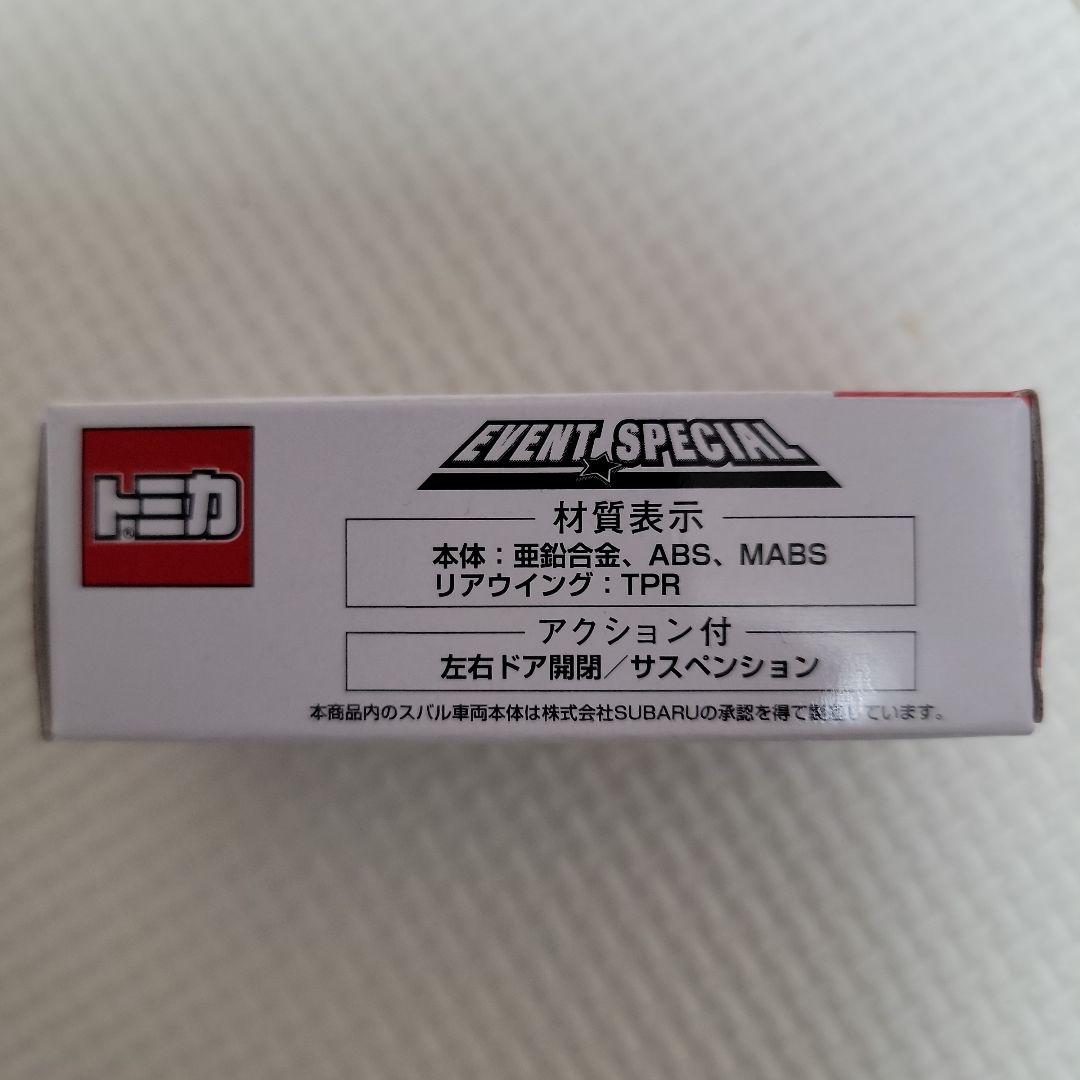 トミカ®
EVENT★SPECIAL
材質表示
本体：亜鉛合金、ABS、MABS
リアウイング：TPR
アクション付
左右ドア開閉／サスペンション
本商品内のスバル車両本体は株式会社SUBARUの承認を得て製造しています。